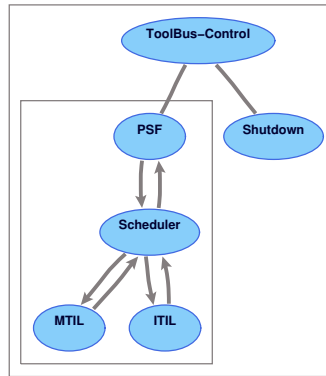 ToolBus–Control
PSF
Shutdown
Scheduler
MTIL
ITIL